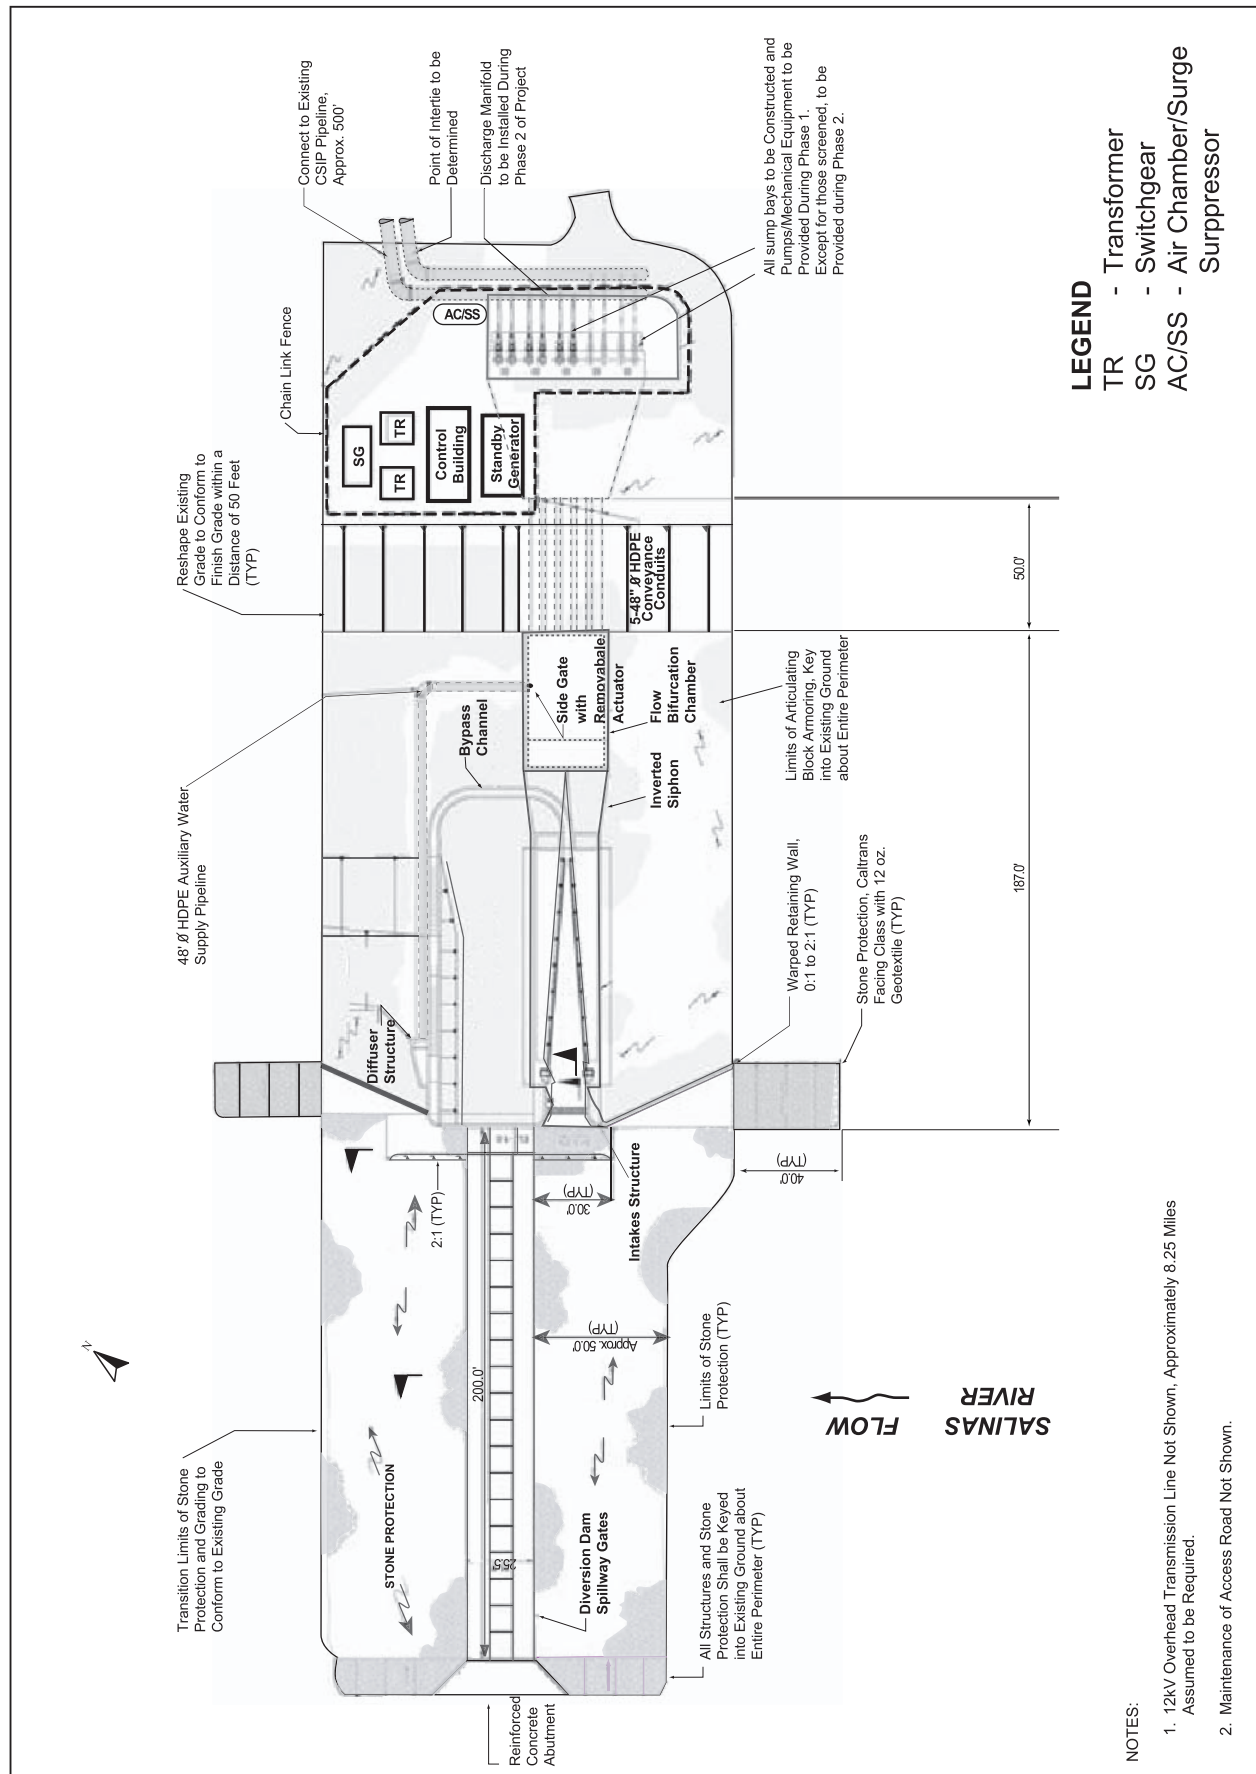 Connect to Existing
CSIP Pipeline,
Approx. 500'
Point of Intertie to be
Determined
Discharge Manifold
to be Installed During
Phase 2 of Project
All sump bays to be Constructed and
Pumps/Mechanical Equipment to be
Provided During Phase 1.
Except for those screened, to be
Provided during Phase 2.
Chain Link Fence
Reshape Existing
Grade to Conform to
Finish Grade within a
Distance of 50 Feet
(TYP)
AC/SS
SG
TR
TR
Control
Building
Standby
Generator
5-48" Ø HDPE
Conveyance
Conduits
50.0'
48' Ø HDPE Auxiliary Water
Supply Pipeline
Bypass
Channel
Side Gate
with
Removabale
Actuator
Flow
Bifurcation
Chamber
Inverted
Siphon
Limits of Articulating
Block Armoring, Key
into Existing Ground
about Entire Perimeter
187.0'
Diffuser
Structure
Warped Retaining Wall,
0:1 to 2:1 (TYP)
Stone Protection, Caltrans
Facing Class with 12 oz.
Geotextile (TYP)
2:1 (TYP)
30.0'
(TYP)
40.0'
(TYP)
Intakes Structure
N
Transition Limits of Stone
Protection and Grading to
Conform to Existing Grade
STONE PROTECTION
200.0'
25.5'
Approx. 50.0'
(TYP)
Limits of Stone
Protection (TYP)
Diversion Dam
Spillway Gates
All Structures and Stone
Protection Shall be Keyed
into Existing Ground about
Entire Perimeter (TYP)
Reinforced
Concrete
Abutment
FLOW
SALINAS
RIVER
LEGEND
TR - Transformer
SG - Switchgear
AC/SS - Air Chamber/Surge
Surppressor
NOTES:
1. 12kV Overhead Transmission Line Not Shown, Approximately 8.25 Miles
Assumed to be Required.
2. Maintenance of Access Road Not Shown.